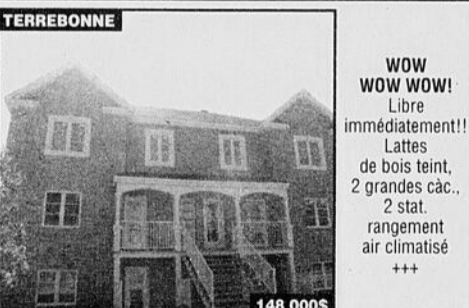 TERREBONNE
148 000$
WOW
WOW WOW!
Libre
immédiatement!!
Lattes
de bois teint,
2 grandes càc.,
2 stat.
rangement
air climatisé
+++